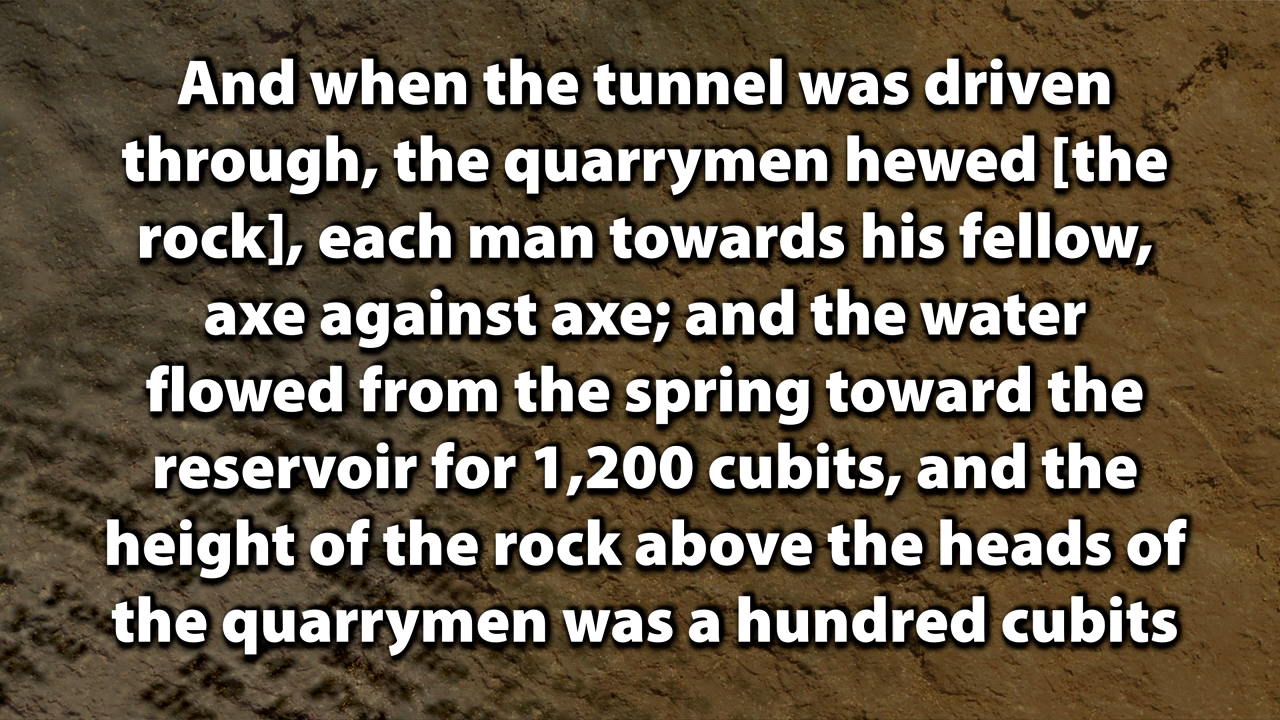 And when the tunnel was driven
through, the quarrymen hewed [the
rock], each man towards his fellow,
axe against axe; and the water
flowed from the spring toward the
reservoir for 1,200 cubits, and the
height of the rock above the heads of
the quarrymen was a hundred cubits